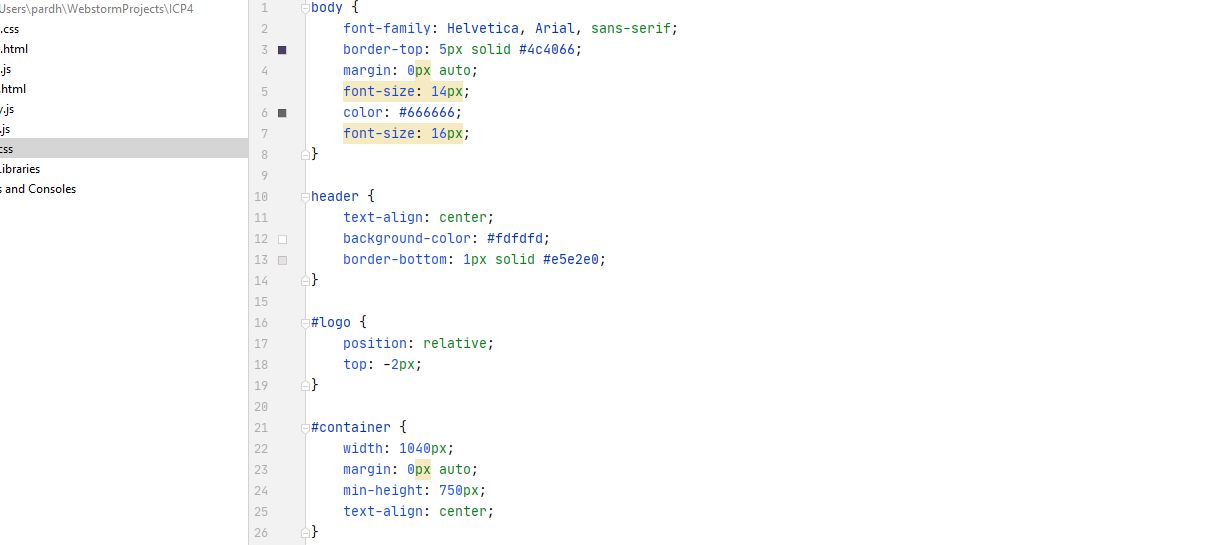 Users\pardh\WebstormProjects\ICP4
.css
.html
.js
.html
y.js
.js
css
Libraries
s and Consoles
1 body {
2 font-family: Helvetica, Arial, sans-serif;
3 border-top: 5px solid #4c4066;
4 margin: 0px auto;
5 font-size: 14px;
6 color: #666666;
7 font-size: 16px;
8 }
9
10 header {
11 text-align: center;
12 background-color: #fdfdfd;
13 border-bottom: 1px solid #e5e2e0;
14 }
15
16 #logo {
17 position: relative;
18 top: -2px;
19 }
20
21 #container {
22 width: 1040px;
23 margin: 0px auto;
24 min-height: 750px;
25 text-align: center;
26 }